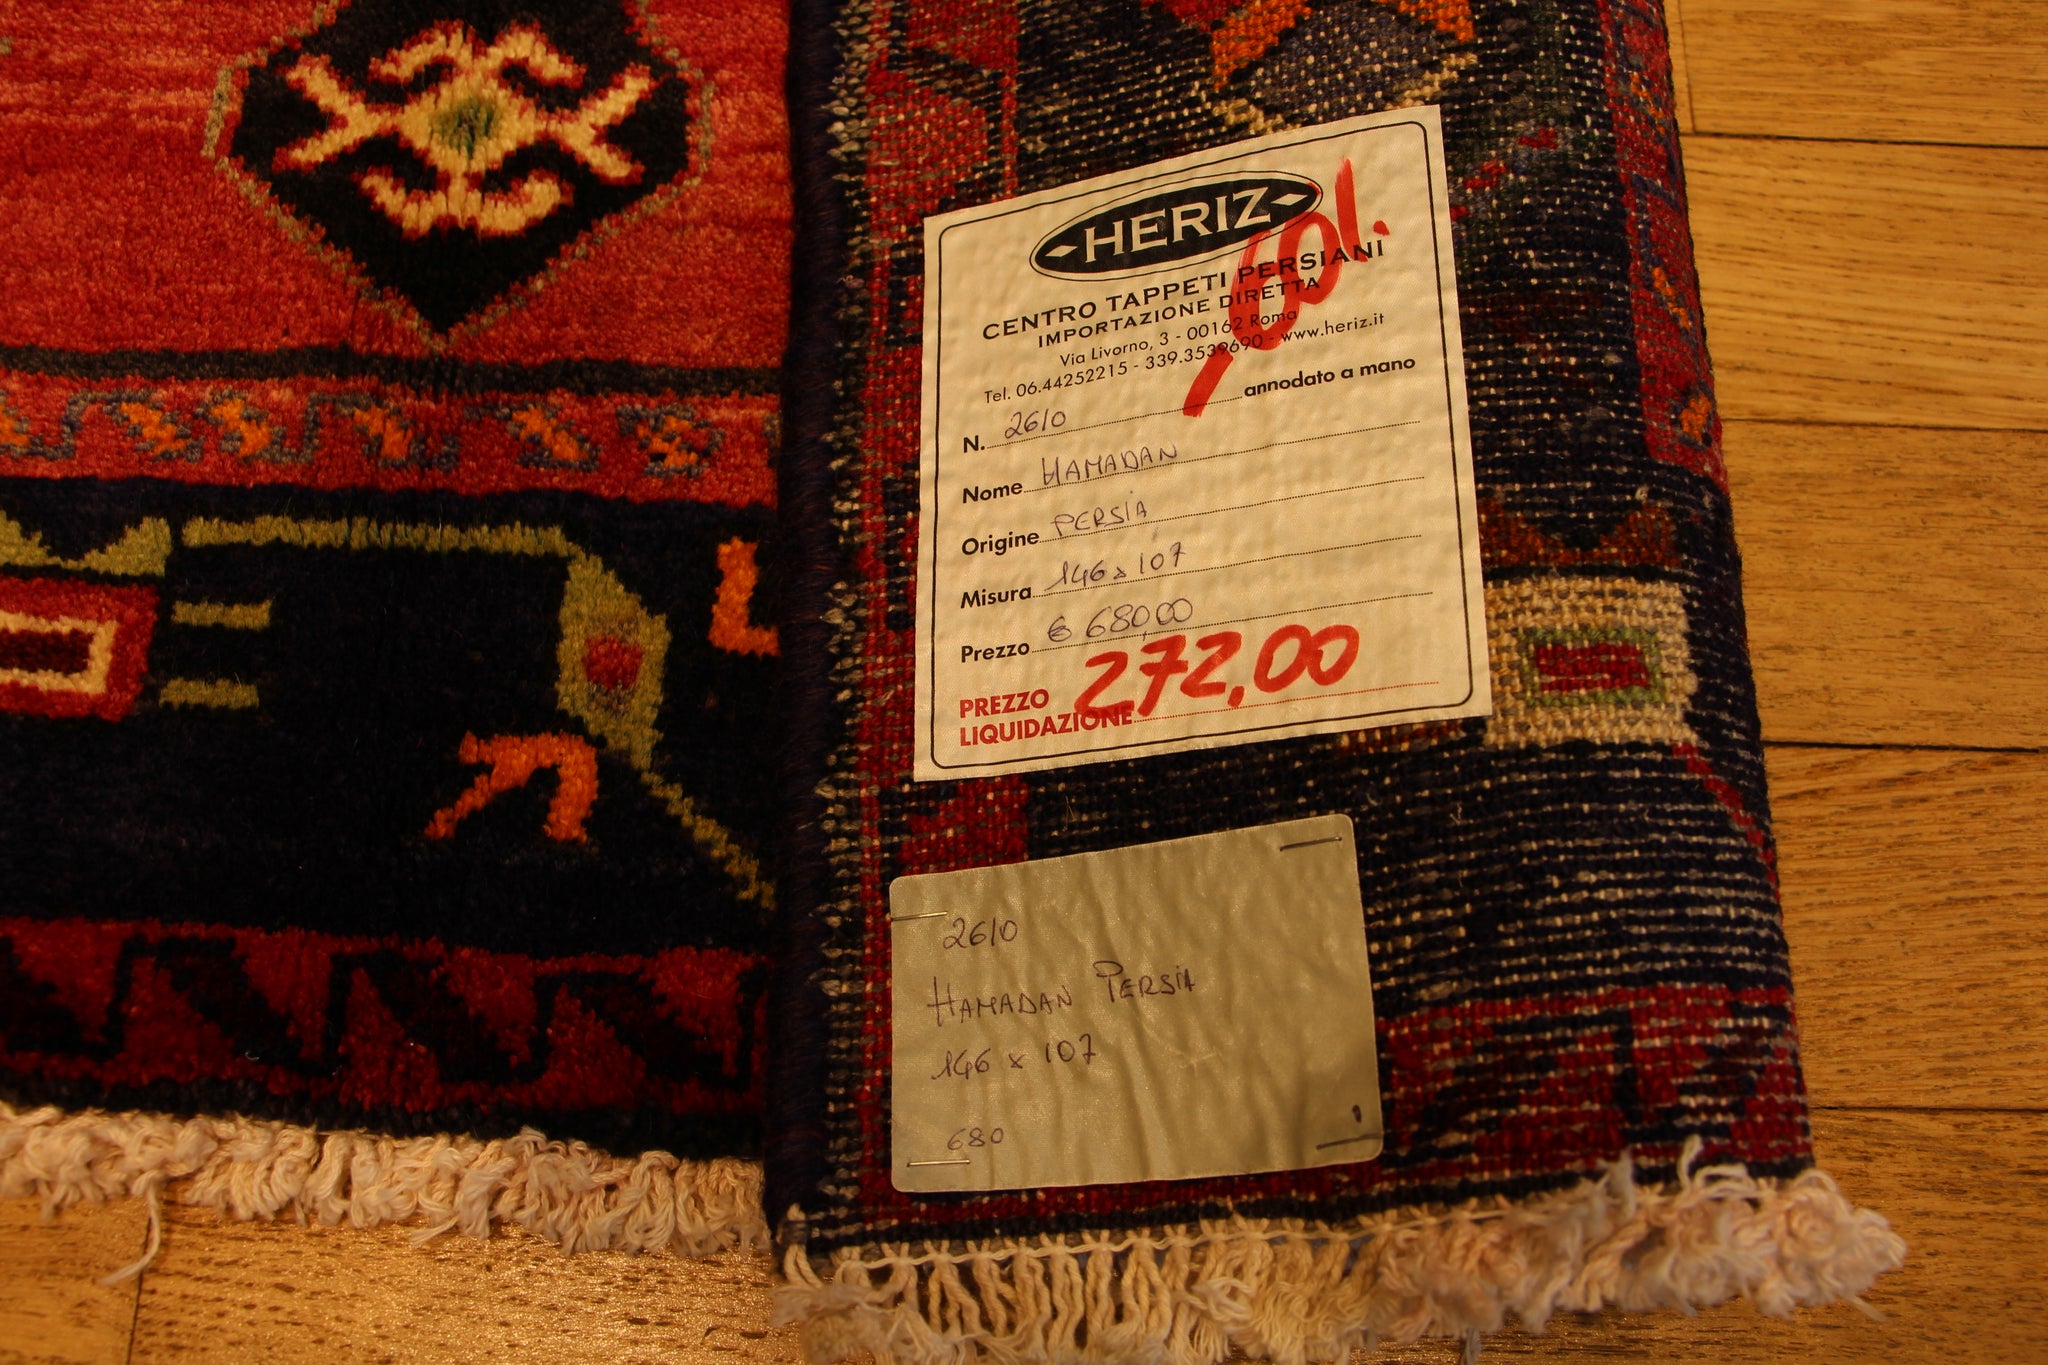 HERIZ
-60%
CENTRO TAPPETI PERSIANI
IMPORTAZIONE DIRETTA
Via Livorno, 3 - 00162 Roma
Tel. 06.44252215 - 339.3539690 - www.heriz.it
N. 2610 annodato a mano
Nome HAMADAN
Origine PERSIA
Misura 146 x 107
Prezzo € 680,00
PREZZO
LIQUIDAZIONE 272,00
2610
HAMADAN PERSIA
146 x 107
680